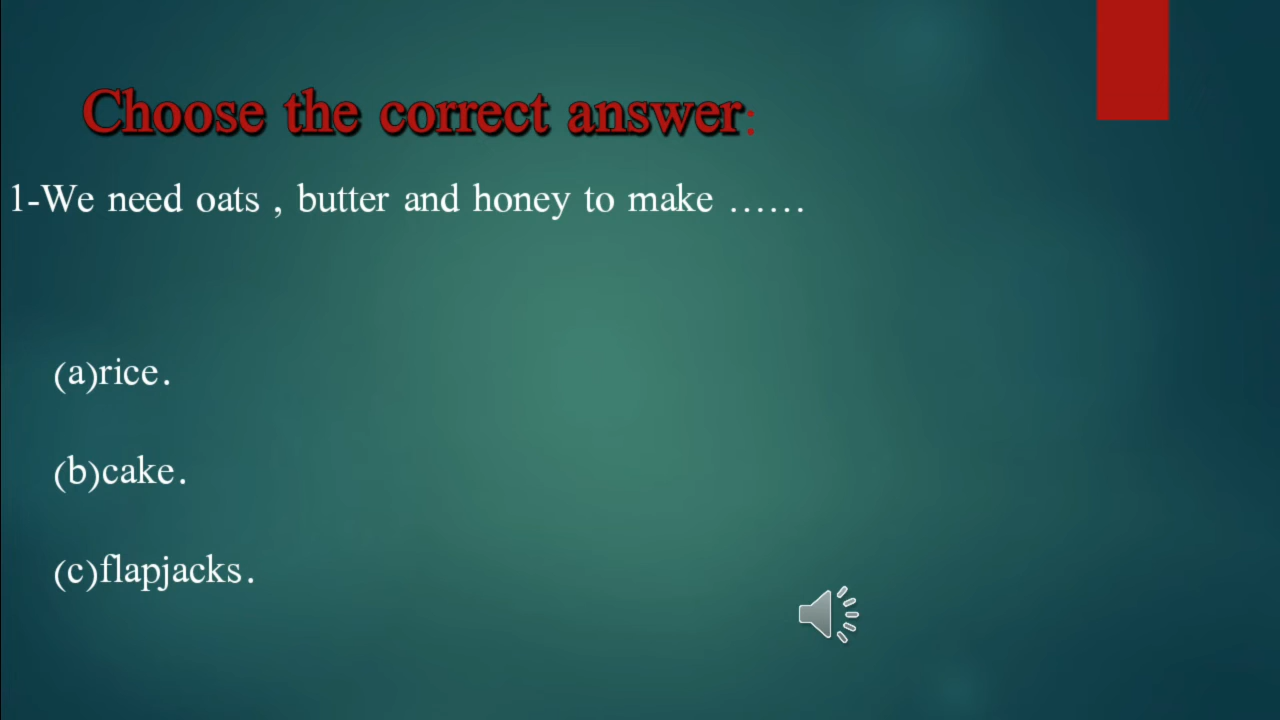 Choose the correct answer:
1-We need oats , butter and honey to make ......
(a)rice.
(b)cake.
(c)flapjacks.